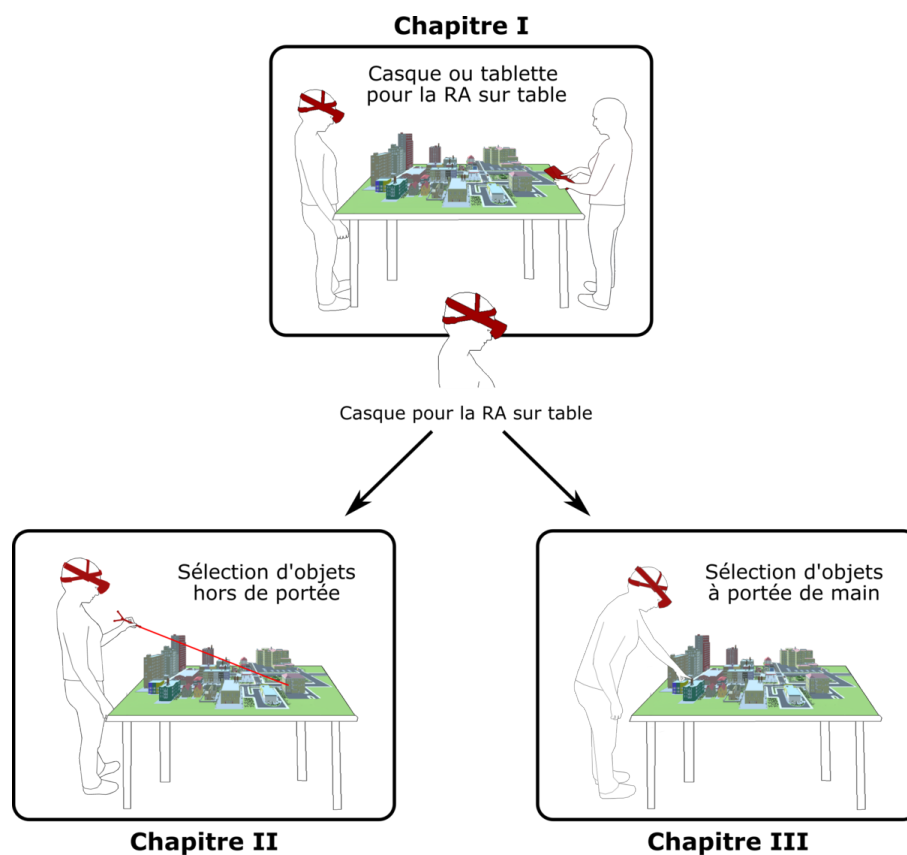 Chapitre I
Casque ou tablette
pour la RA sur table
Casque pour la RA sur table
Sélection d'objets
hors de portée
Chapitre II
Sélection d'objets
à portée de main
Chapitre III